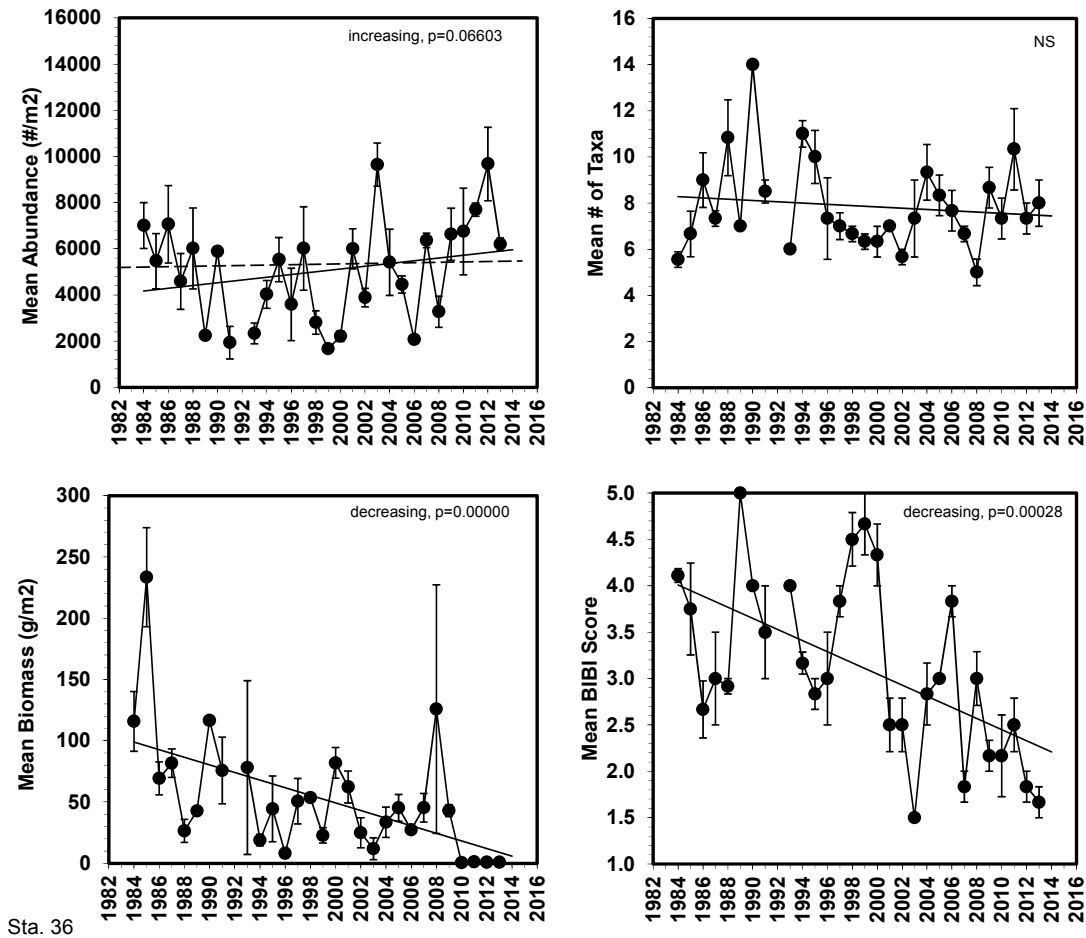 16000
14000
12000
10000
8000
6000
4000
2000
0
Mean Abundance (#/m2)
increasing, p=0.06603
1982 1984 1986 1988 1990 1992 1994 1996 1998 2000 2002 2004 2006 2008 2010 2012 2014 2016
16
14
12
10
8
6
4
2
0
Mean # of Taxa
NS
1982 1984 1986 1988 1990 1992 1994 1996 1998 2000 2002 2004 2006 2008 2010 2012 2014 2016
300
250
200
150
100
50
0
Mean Biomass (g/m2)
decreasing, p=0.00000
1982 1984 1986 1988 1990 1992 1994 1996 1998 2000 2002 2004 2006 2008 2010 2012 2014 2016
5.0
4.5
4.0
3.5
3.0
2.5
2.0
1.5
1.0
Mean BIBI Score
decreasing, p=0.00028
1982 1984 1986 1988 1990 1992 1994 1996 1998 2000 2002 2004 2006 2008 2010 2012 2014 2016
Sta. 36